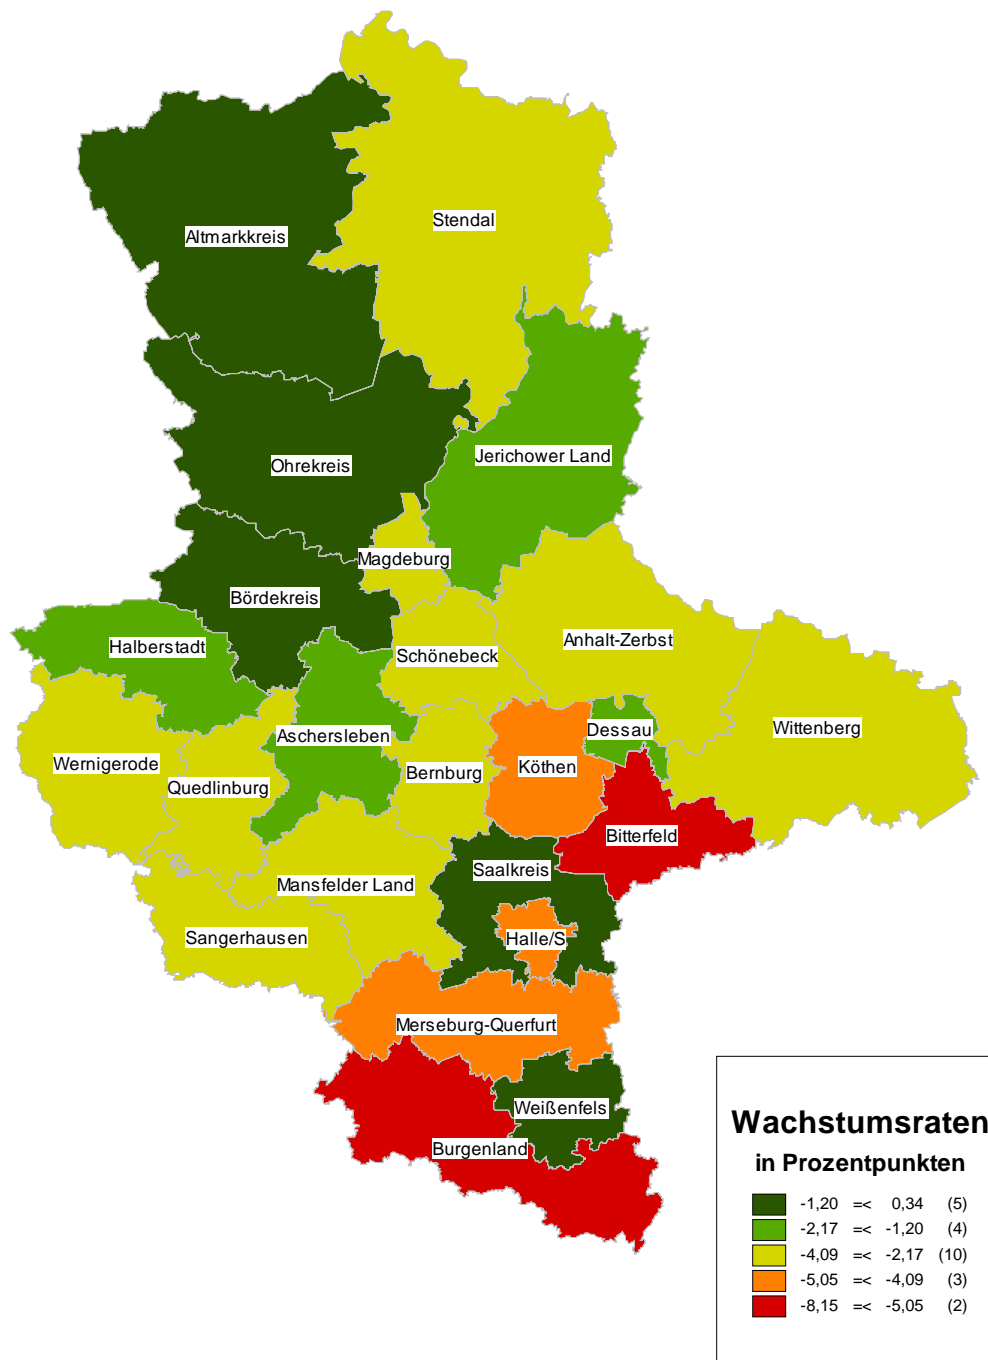 Stendal
Altmarkkreis
Jerichower Land
Ohrekreis
Magdeburg
Bördekreis
Anhalt-Zerbst
Halberstadt
Schönebeck
Wittenberg
Dessau
Aschersleben
Wernigerode
Köthen
Bernburg
Quedlinburg
Bitterfeld
Saalkreis
Mansfelder Land
Sangerhausen
Halle/S
Merseburg-Querfurt
Weißenfels
Burgenland
Wachstumsraten
in Prozentpunkten
-1,20 =< 0,34 (5)
-2,17 =< -1,20 (4)
-4,09 =< -2,17 (10)
-5,05 =< -4,09 (3)
-8,15 =< -5,05 (2)